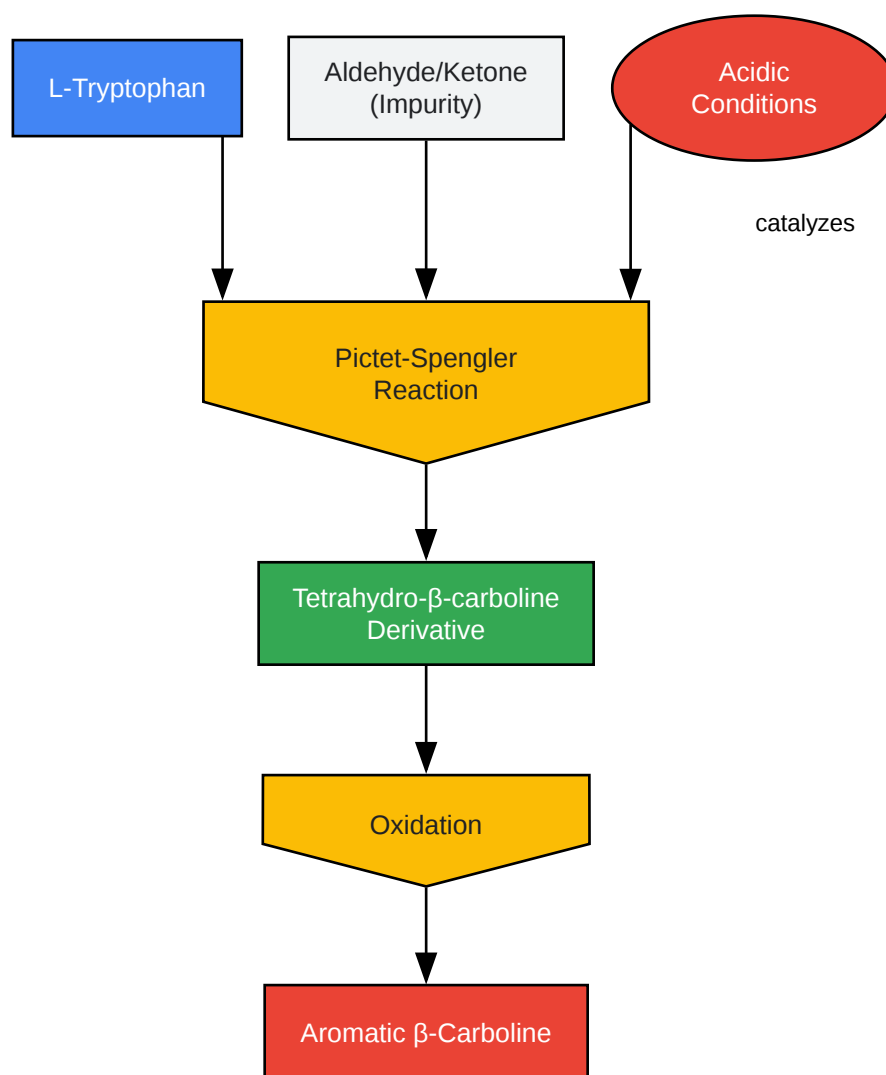 L-Tryptophan
Aldehyde/Ketone
(Impurity)
Acidic
Conditions
catalyzes
Pictet-Spengler
Reaction
Tetrahydro-β-carboline
Derivative
Oxidation
Aromatic β-Carboline